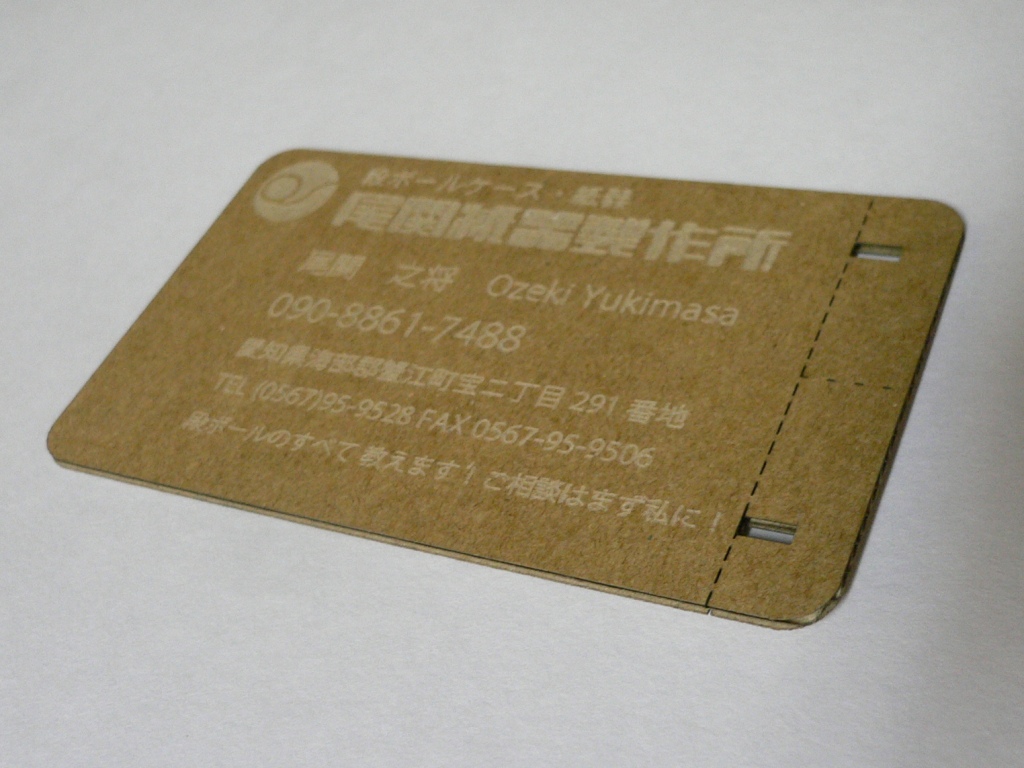 段ボールケース・紙器
尾関紙器製作所
尾関 之将 Ozeki Yukimasa
090-8861-7488
愛知県海部郡蟹江町宝二丁目 291 番地
TEL (0567)95-9528 FAX 0567-95-9506
段ボールのすべて教えます！ご相談はまず私に！